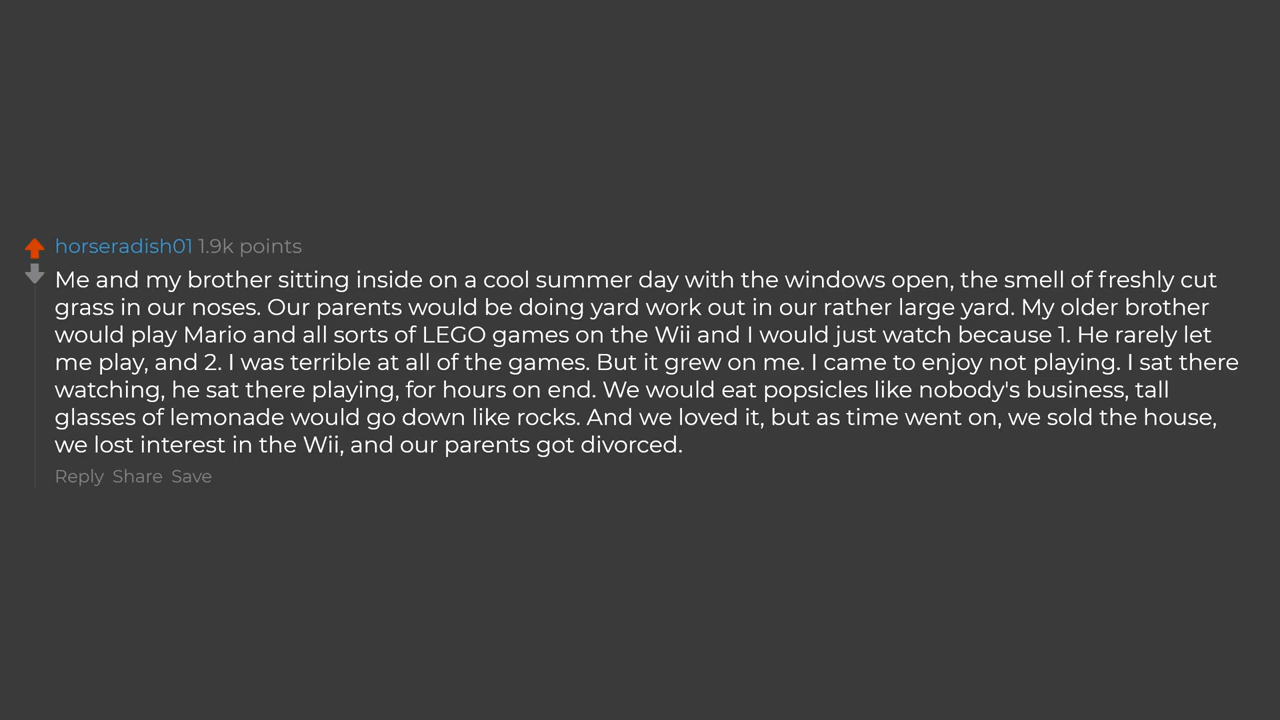 horseradish01 1.9k points
Me and my brother sitting inside on a cool summer day with the windows open, the smell of freshly cut
grass in our noses. Our parents would be doing yard work out in our rather large yard. My older brother
would play Mario and all sorts of LEGO games on the Wii and I would just watch because 1. He rarely let
me play, and 2. I was terrible at all of the games. But it grew on me. I came to enjoy not playing. I sat there
watching, he sat there playing, for hours on end. We would eat popsicles like nobody's business, tall
glasses of lemonade would go down like rocks. And we loved it, but as time went on, we sold the house,
we lost interest in the Wii, and our parents got divorced.
Reply Share Save